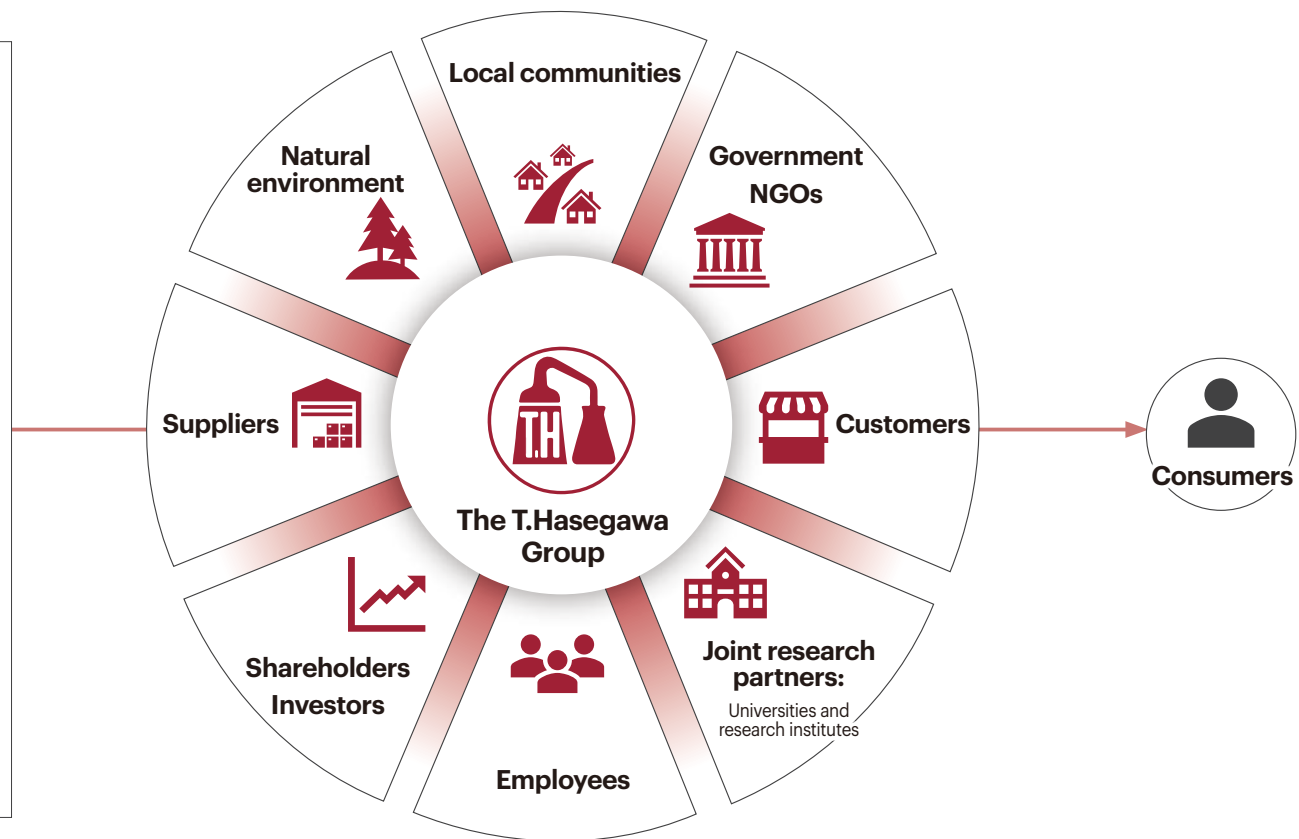 Local communities
Natural
environment
Government
NGOs
Suppliers
T.H
The T.Hasegawa
Group
Customers
Consumers
Shareholders
Investors
Employees
Joint research
partners:
Universities and
research institutes